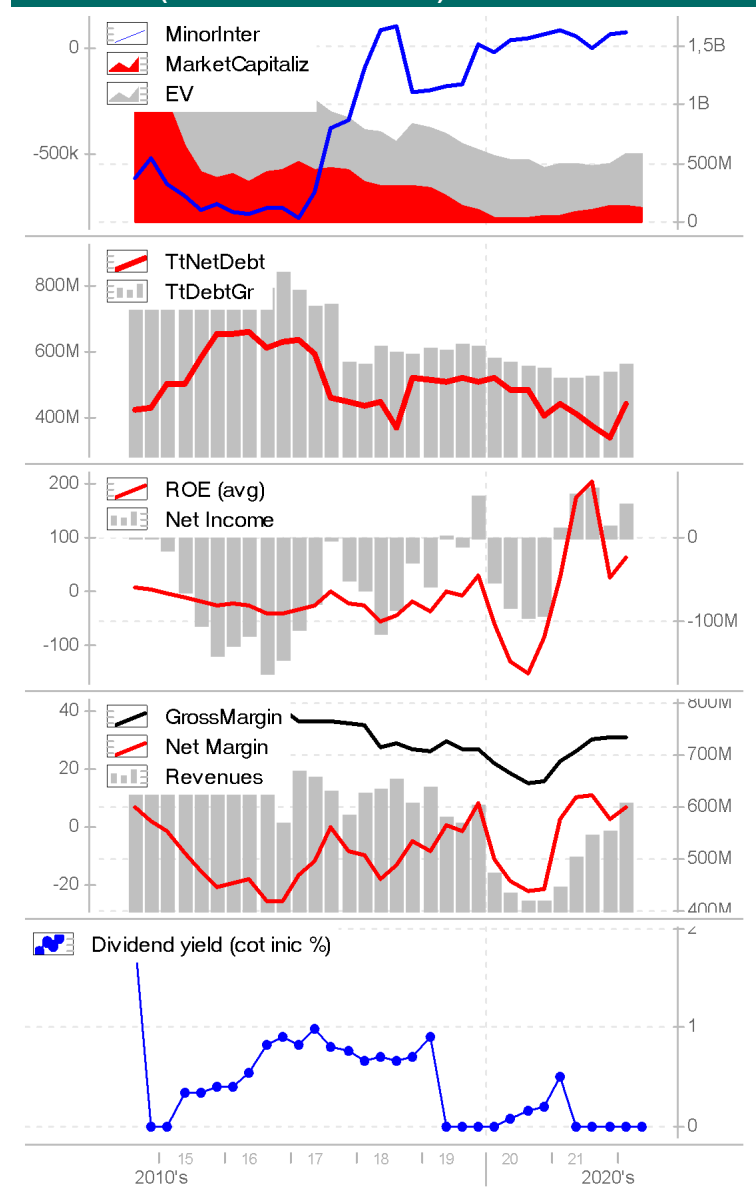 MinorInter
0
1,5B
MarketCapitaliz
EV
1B
-500k
500M
0
TtNetDebt
800M
TtDebtGr
600M
400M
200
ROE (avg)
Net Income
100
0
0
-100M
-100
800M
40
GrossMargin
700M
Net Margin
20
Revenues
600M
0
500M
-20
400M
2
Dividend yield (cot inic %)
1
0
15 16 17 18 19 20 21
2010's 2020's